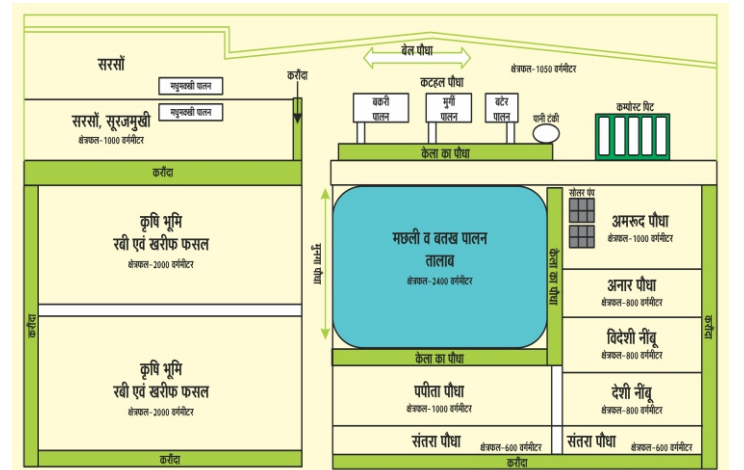 सरसों
मधुमक्खी पालन
करौंदा
सरसों, सूरजमुखी
मधुमक्खी पालन
क्षेत्रफल-1000 वर्गमीटर
करौंदा
कृषि भूमि
रबी एवं खरीफ फसल
क्षेत्रफल-2000 वर्गमीटर
करौंदा
कृषि भूमि
रबी एवं खरीफ फसल
क्षेत्रफल-2000 वर्गमीटर
करौंदा
बेल पौधा
क्षेत्रफल-1050 वर्गमीटर
कटहल पौधा
बकरी
पालन
मुर्गी
पालन
बटेर
पालन
पानी टंकी
कम्पोस्ट पिट
केला का पौधा
मुनगा पौधा
मछली व बतख पालन
तालाब
क्षेत्रफल-2400 वर्गमीटर
केला का पौधा
केला का पौधा
सोलर पंप
अमरूद पौधा
क्षेत्रफल-1000 वर्गमीटर
अनार पौधा
क्षेत्रफल-800 वर्गमीटर
विदेशी नींबू
क्षेत्रफल-800 वर्गमीटर
देशी नींबू
क्षेत्रफल-800 वर्गमीटर
करौंदा
पपीता पौधा
क्षेत्रफल-1000 वर्गमीटर
संतरा पौधा क्षेत्रफल-600 वर्गमीटर
संतरा पौधा क्षेत्रफल-600 वर्गमीटर
करौंदा